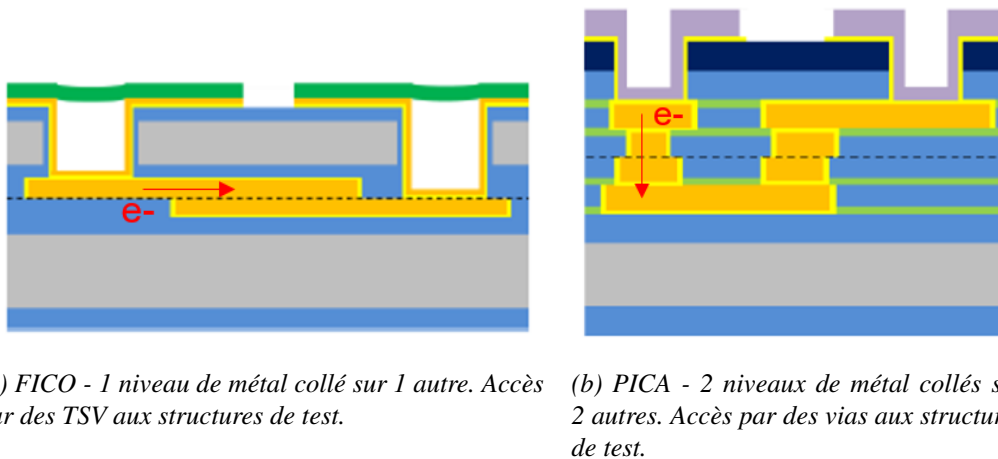 e-
e-
) FICO - 1 niveau de métal collé sur 1 autre. Accès
r des TSV aux structures de test.
(b) PICA - 2 niveaux de métal collés s
2 autres. Accès par des vias aux structur
de test.